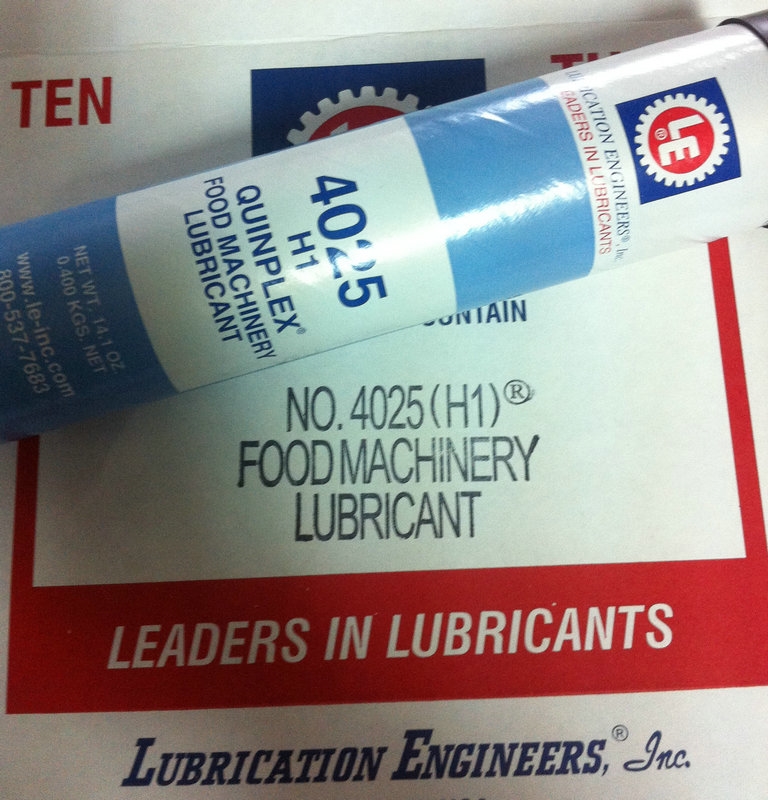 TEN
LE®
LUBRICATION ENGINEERS®, Inc.
LEADERS IN LUBRICANTS
4025
H1
QUINPLEX®
FOOD MACHINERY
LUBRICANT
NET WT. 14.1 OZ
0.400 KGS. NET
www.le-inc.com
800-537-7683
NO. 4025 (H1)®
FOOD MACHINERY
LUBRICANT
LEADERS IN LUBRICANTS
LUBRICATION ENGINEERS,® Inc.